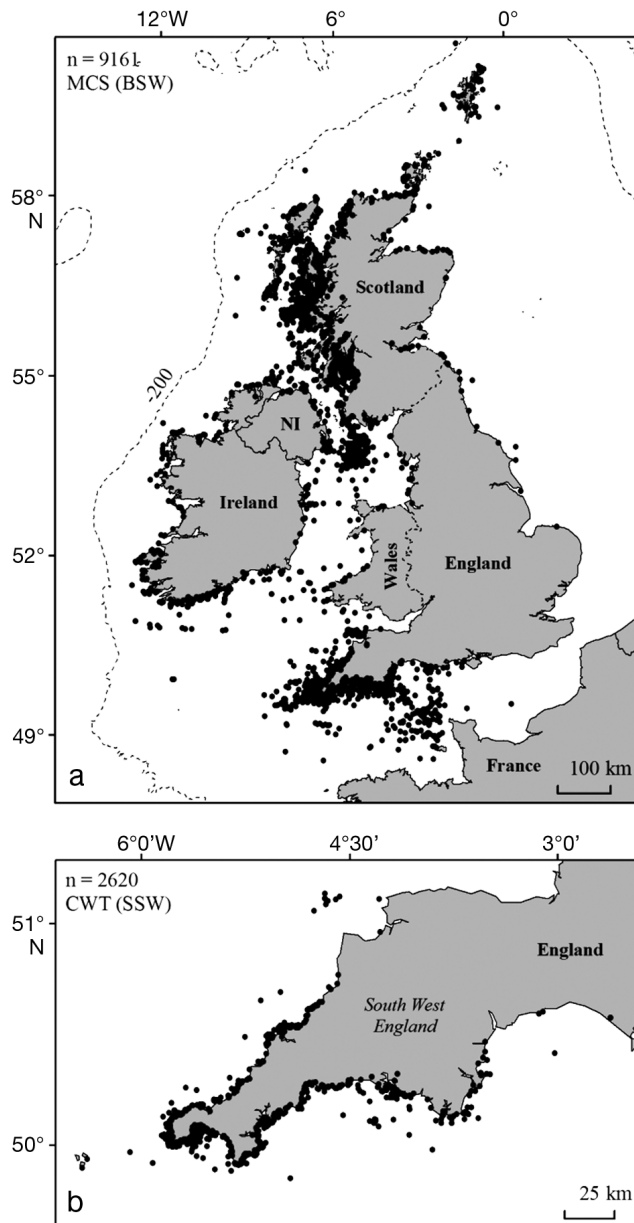 12°W 6° 0°
n = 9161
MCS (BSW)
58°
N
Scotland
55°
-200
NI
Ireland
Wales
England
52°
49°
France
a
100 km
6°0'W 4°30' 3°0'
n = 2620
CWT (SSW)
51°
N
England
South West
England
50°
b
25 km